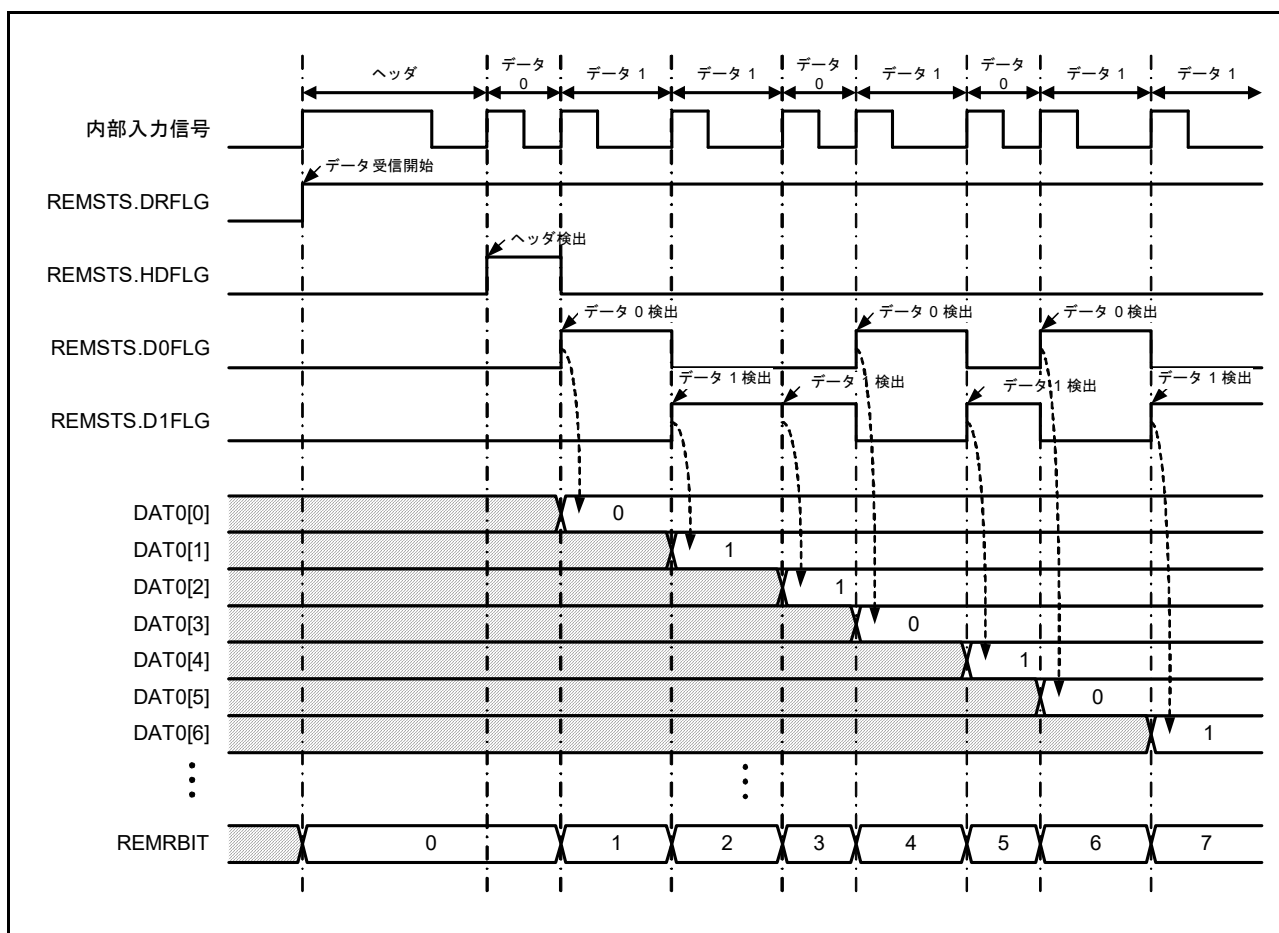 ヘッダ
データ
0
データ 1
データ 1
データ
0
データ 1
データ
0
データ 1
データ 1
内部入力信号
データ受信開始
REMSTS.DRFLG
ヘッダ検出
REMSTS.HDFLG
データ 0 検出
データ 0 検出
データ 0 検出
REMSTS.D0FLG
データ 1 検出
データ 1 検出
データ 1 検出
データ 1 検出
REMSTS.D1FLG
DAT0[0] 0
DAT0[1] 1
DAT0[2] 1
DAT0[3] 0
DAT0[4] 1
DAT0[5] 0
DAT0[6] 1
REMRBIT 0 1 2 3 4 5 6 7